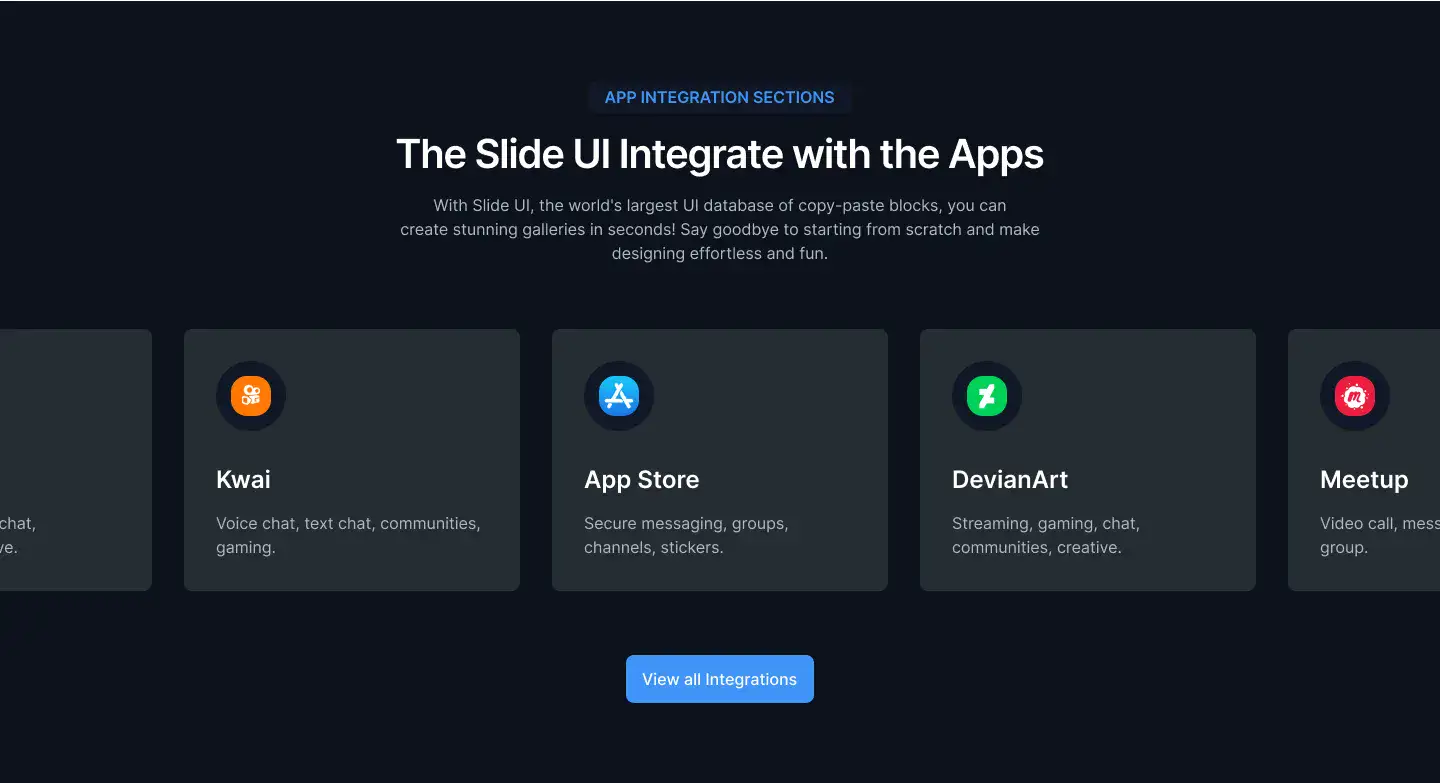 APP INTEGRATION SECTIONS
The Slide UI Integrate with the Apps
With Slide UI, the world's largest UI database of copy-paste blocks, you can
create stunning galleries in seconds! Say goodbye to starting from scratch and make
designing effortless and fun.
chat,
ve.
Kwai
Voice chat, text chat, communities,
gaming.
App Store
Secure messaging, groups,
channels, stickers.
DevianArt
Streaming, gaming, chat,
communities, creative.
m
Meetup
Video call, mess
group.
View all Integrations